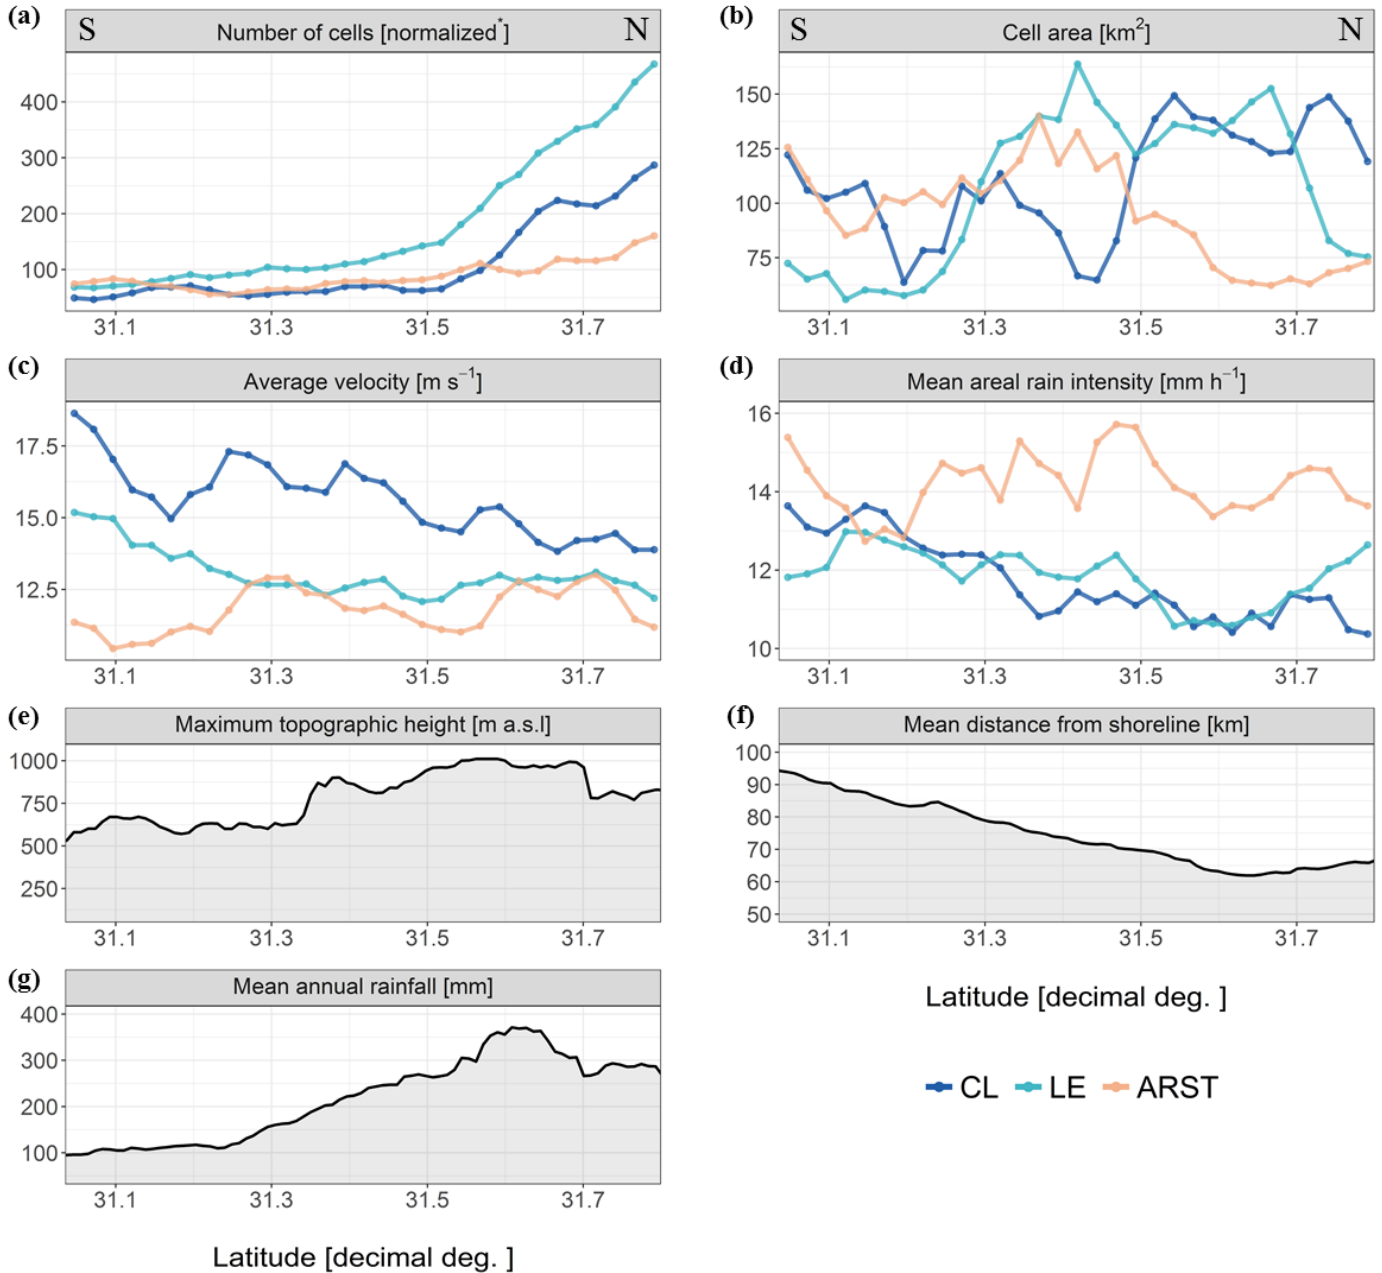 (a)
S Number of cells [normalized*] N
400
300
200
100
31.1 31.3 31.5 31.7
(b)
S Cell area [km²] N
150
125
100
75
31.1 31.3 31.5 31.7
(c)
Average velocity [m s⁻¹]
17.5
15.0
12.5
31.1 31.3 31.5 31.7
(d)
Mean areal rain intensity [mm h⁻¹]
16
14
12
10
31.1 31.3 31.5 31.7
(e)
Maximum topographic height [m a.s.l]
1000
750
500
250
31.1 31.3 31.5 31.7
(f)
Mean distance from shoreline [km]
100
90
80
70
60
50
31.1 31.3 31.5 31.7
(g)
Mean annual rainfall [mm]
400
300
200
100
31.1 31.3 31.5 31.7
Latitude [decimal deg. ]
Latitude [decimal deg. ]
CL LE ARST